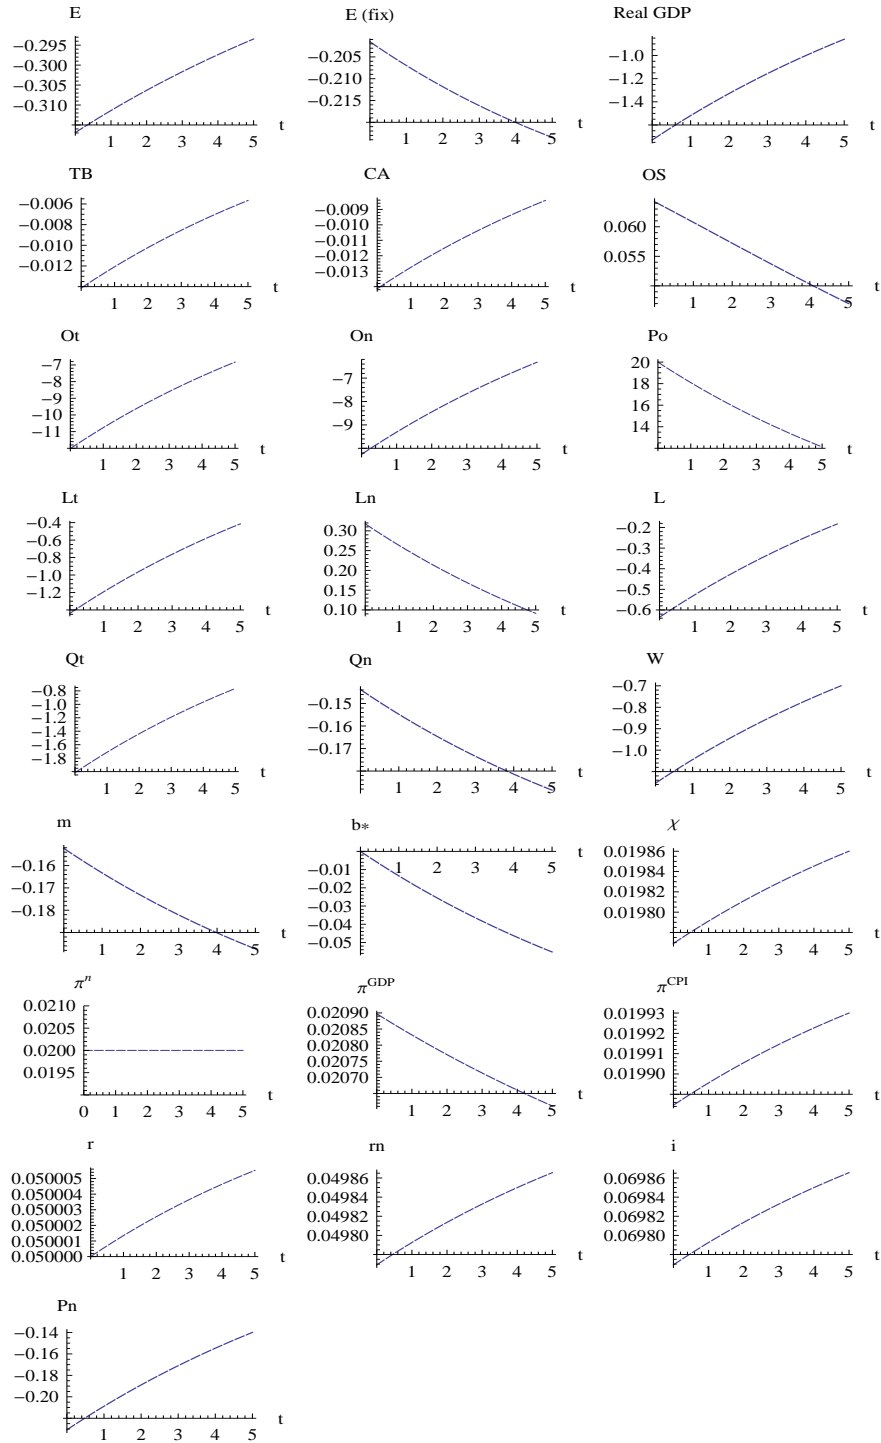 E
E (fix)
Real GDP
−0.295
−0.300
−0.305
−0.310
1 2 3 4 5 t
−0.205
−0.210
−0.215
1 2 3 4 5 t
−1.0
−1.2
−1.4
1 2 3 4 5 t
TB
CA
OS
−0.006
−0.008
−0.010
−0.012
1 2 3 4 5 t
−0.009
−0.010
−0.011
−0.012
−0.013
1 2 3 4 5 t
0.060
0.055
1 2 3 4 5 t
Ot
On
Po
−7
−8
−9
−10
−11
1 2 3 4 5 t
−7
−8
−9
1 2 3 4 5 t
20
18
16
14
1 2 3 4 5 t
Lt
Ln
L
−0.4
−0.6
−0.8
−1.0
−1.2
1 2 3 4 5 t
0.30
0.25
0.20
0.15
0.10
1 2 3 4 5 t
−0.2
−0.3
−0.4
−0.5
−0.6
1 2 3 4 5 t
Qt
Qn
W
−0.8
−1.0
−1.2
−1.4
−1.6
−1.8
1 2 3 4 5 t
−0.15
−0.16
−0.17
1 2 3 4 5 t
−0.7
−0.8
−0.9
−1.0
1 2 3 4 5 t
m
b*
χ
−0.16
−0.17
−0.18
1 2 3 4 5 t
−0.01
−0.02
−0.03
−0.04
−0.05
1 2 3 4 5 t
0.01986
0.01984
0.01982
0.01980
1 2 3 4 5 t
πⁿ
π^GDP
π^CPI
0.0210
0.0205
0.0200
0.0195
0 1 2 3 4 5 t
0.02090
0.02085
0.02080
0.02075
0.02070
1 2 3 4 5 t
0.01993
0.01992
0.01991
0.01990
1 2 3 4 5 t
r
rn
i
0.050005
0.050004
0.050003
0.050002
0.050001
0.050000
1 2 3 4 5 t
0.04986
0.04984
0.04982
0.04980
1 2 3 4 5 t
0.06986
0.06984
0.06982
0.06980
1 2 3 4 5 t
Pn
−0.14
−0.16
−0.18
−0.20
1 2 3 4 5 t